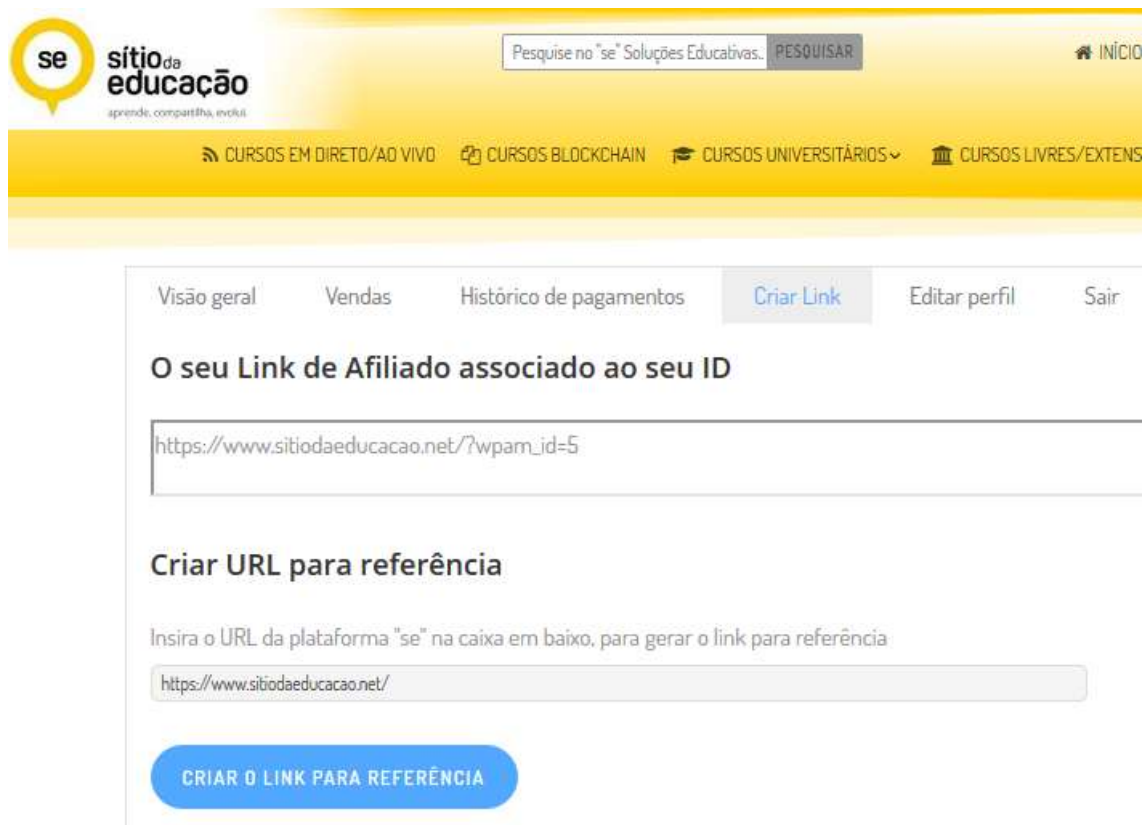 se
sítio da
educação
aprende, compartilha, evolui.
Pesquise no "se" Soluções Educativas.. PESQUISAR
INÍCIO
CURSOS EM DIRETO/AO VIVO CURSOS BLOCKCHAIN CURSOS UNIVERSITÁRIOS CURSOS LIVRES/EXTENS
Visão geral Vendas Histórico de pagamentos Criar Link Editar perfil Sair
O seu Link de Afiliado associado ao seu ID
https://www.sitiodaeducacao.net/?wpam_id=5
Criar URL para referência
Insira o URL da plataforma "se" na caixa em baixo, para gerar o link para referência
https://www.sitiodaeducacao.net/
CRIAR O LINK PARA REFERÊNCIA